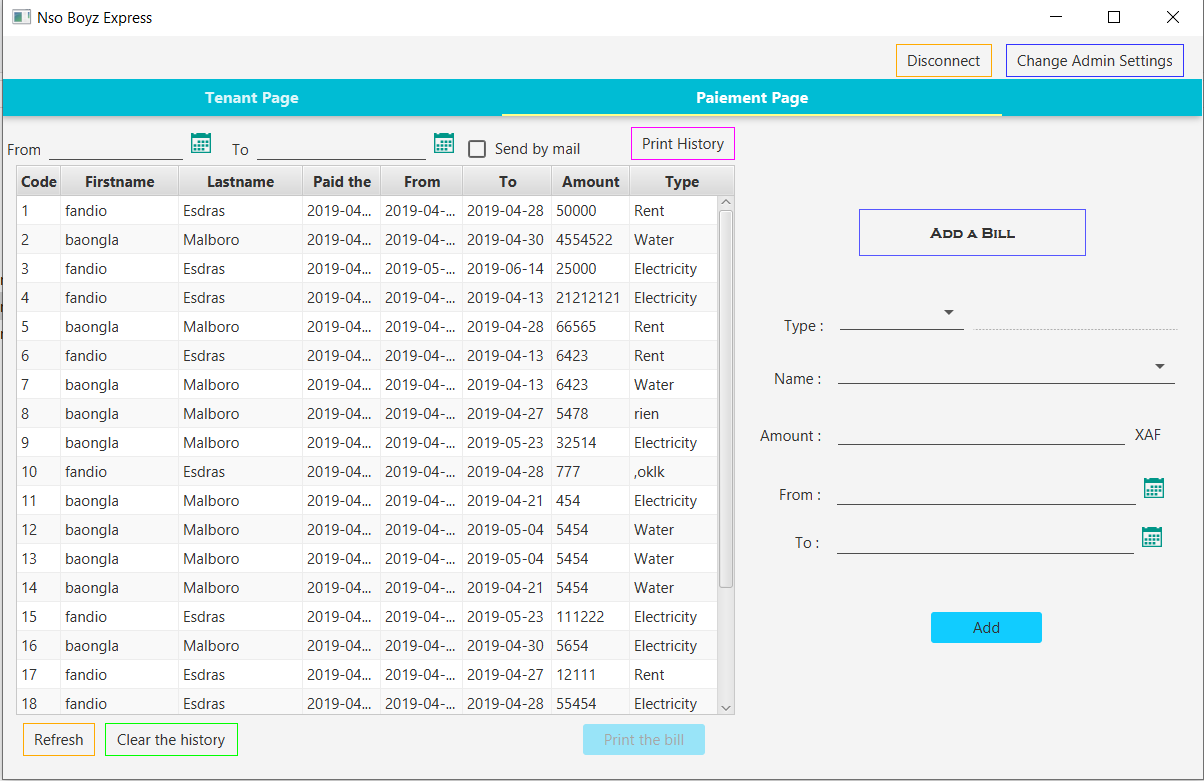 Nso Boyz Express
Disconnect Change Admin Settings
Tenant Page Paiement Page
From To Send by mail Print History
Code Firstname Lastname Paid the From To Amount Type
1 fandio Esdras 2019-04... 2019-04-... 2019-04-28 50000 Rent
2 baongla Malboro 2019-04... 2019-04-... 2019-04-30 4554522 Water
3 fandio Esdras 2019-04... 2019-05-... 2019-06-14 25000 Electricity
4 fandio Esdras 2019-04... 2019-04-... 2019-04-13 21212121 Electricity
5 baongla Malboro 2019-04... 2019-04-... 2019-04-28 66565 Rent
6 fandio Esdras 2019-04... 2019-04-... 2019-04-13 6423 Rent
7 baongla Malboro 2019-04... 2019-04-... 2019-04-13 6423 Water
8 baongla Malboro 2019-04... 2019-04-... 2019-04-27 5478 rien
9 baongla Malboro 2019-04... 2019-04-... 2019-05-23 32514 Electricity
10 fandio Esdras 2019-04... 2019-04-... 2019-04-28 777 ,oklk
11 baongla Malboro 2019-04... 2019-04-... 2019-04-21 454 Electricity
12 baongla Malboro 2019-04... 2019-04-... 2019-05-04 5454 Water
13 baongla Malboro 2019-04... 2019-04-... 2019-05-04 5454 Water
14 baongla Malboro 2019-04... 2019-04-... 2019-04-21 5454 Water
15 fandio Esdras 2019-04... 2019-04-... 2019-05-23 111222 Electricity
16 baongla Malboro 2019-04... 2019-04-... 2019-04-30 5654 Electricity
17 fandio Esdras 2019-04... 2019-04-... 2019-04-27 12111 Rent
18 fandio Esdras 2019-04... 2019-04-... 2019-04-28 55454 Electricity
Refresh Clear the history Print the bill
Add a Bill
Type :
Name :
Amount : XAF
From :
To :
Add